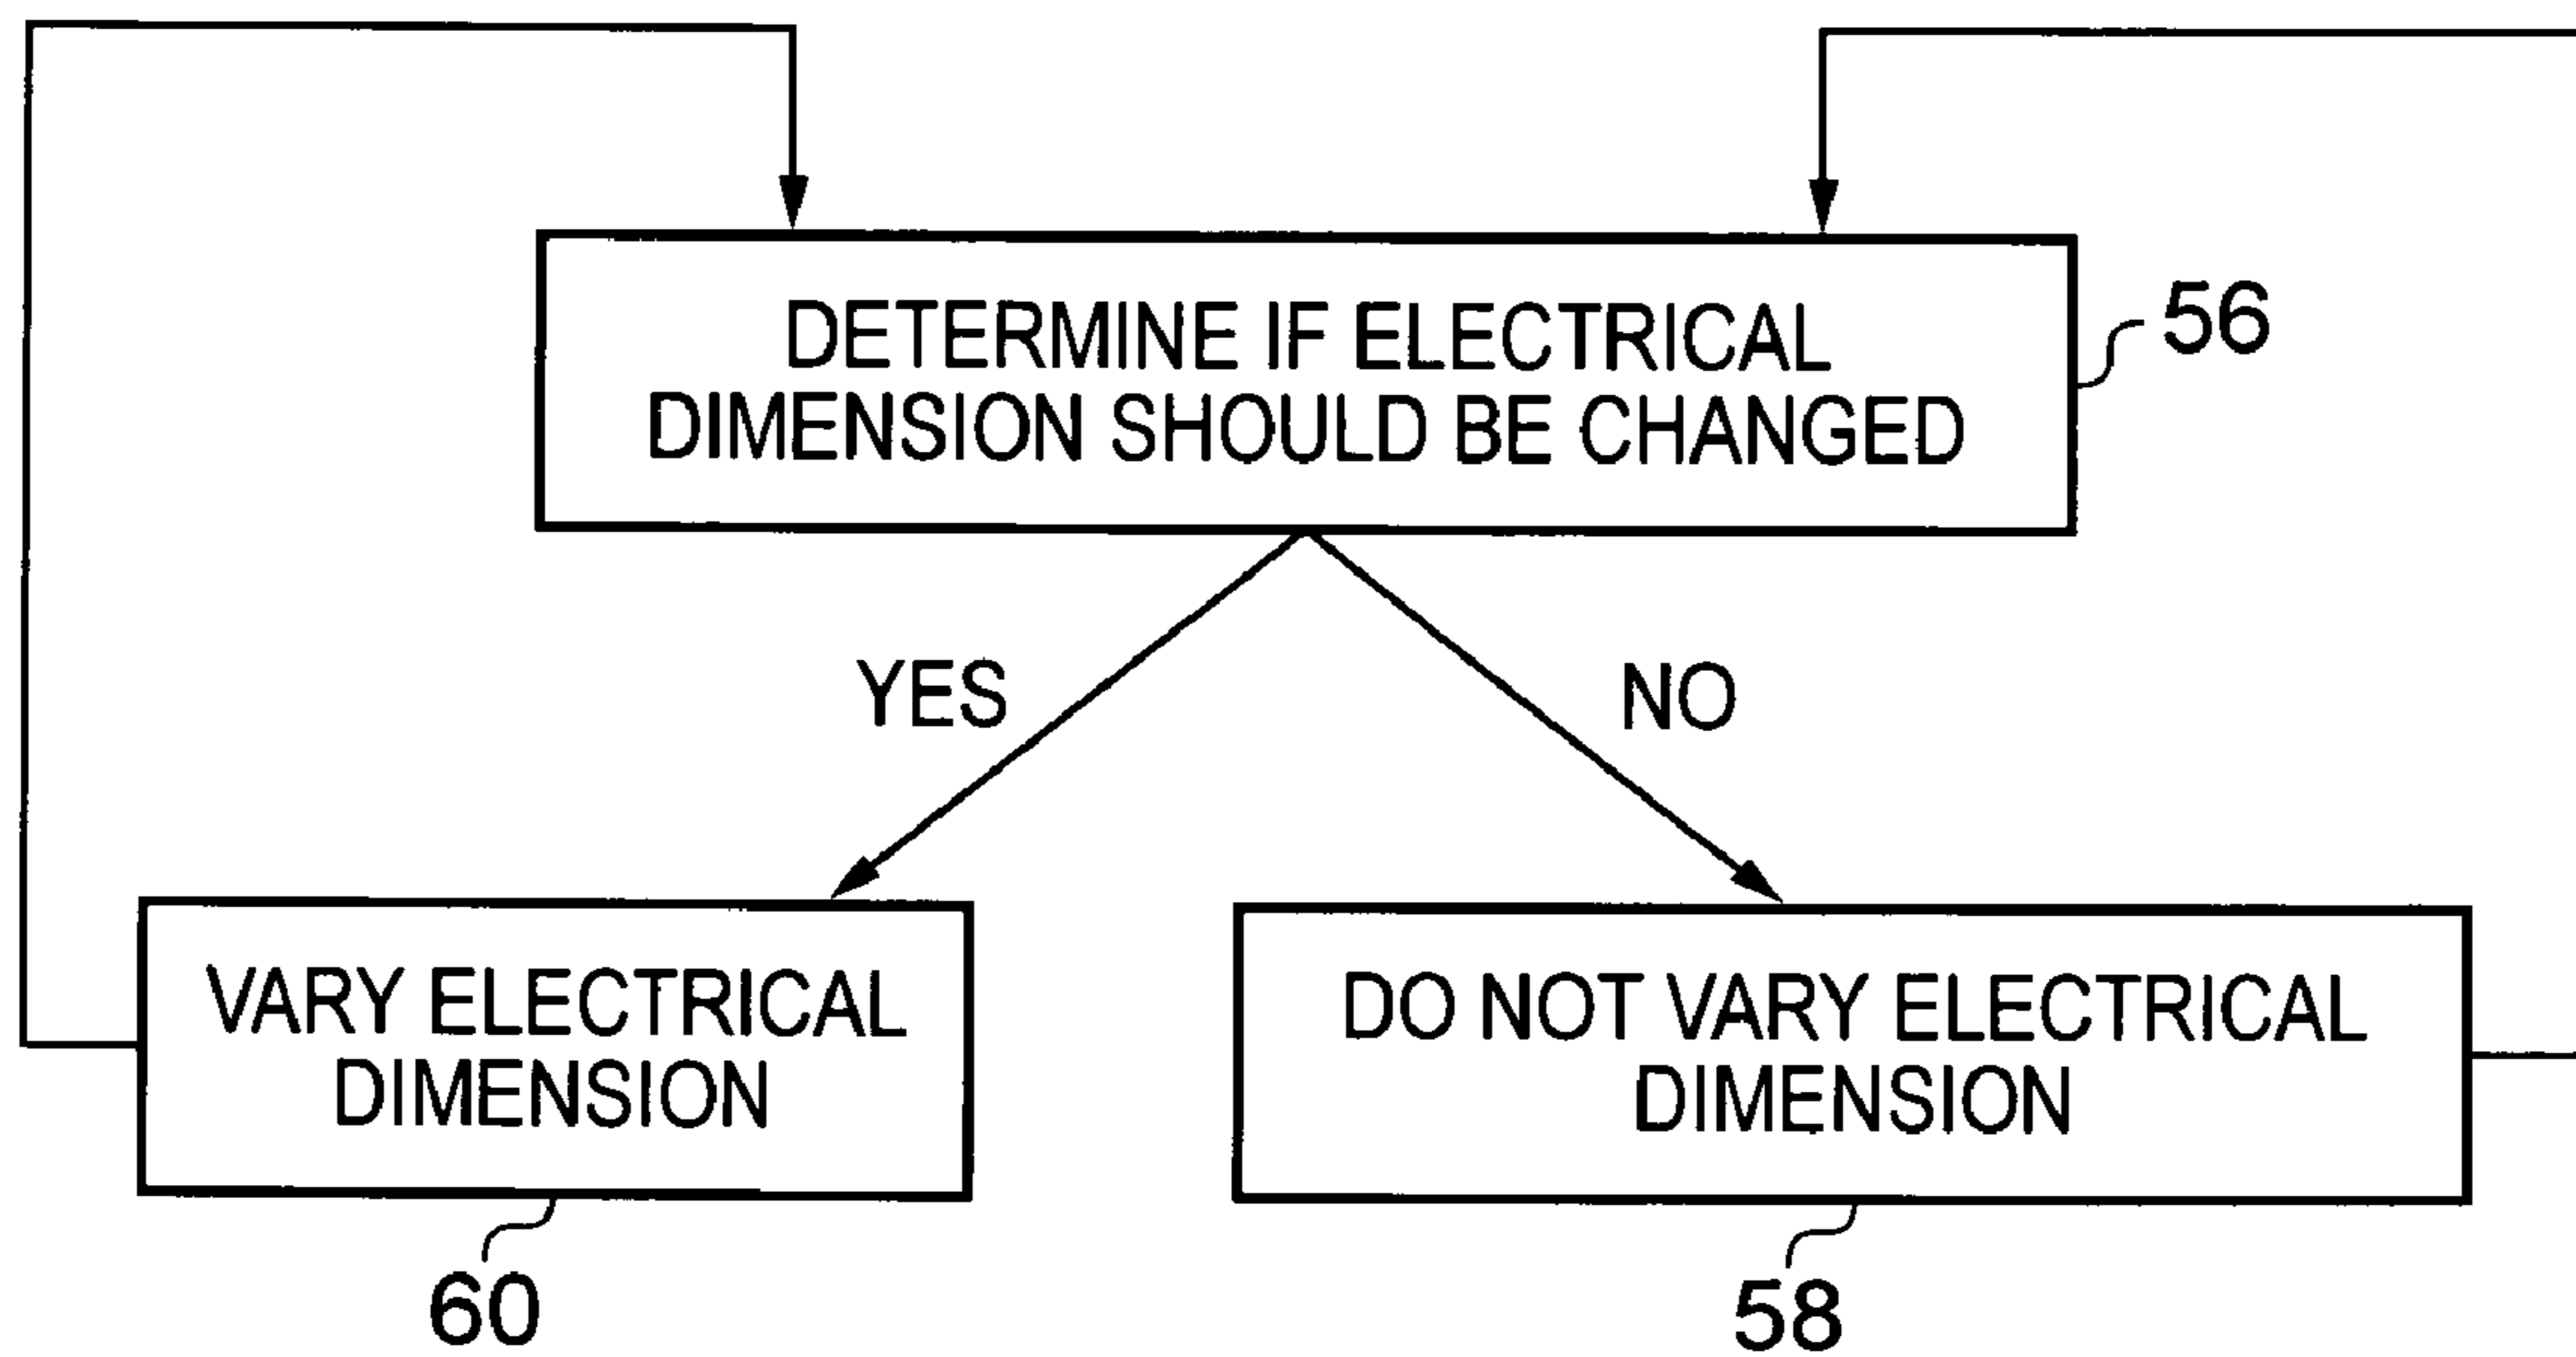 DETERMINE IF ELECTRICAL
DIMENSION SHOULD BE CHANGED
56
YES
NO
VARY ELECTRICAL
DIMENSION
DO NOT VARY ELECTRICAL
DIMENSION
60
58